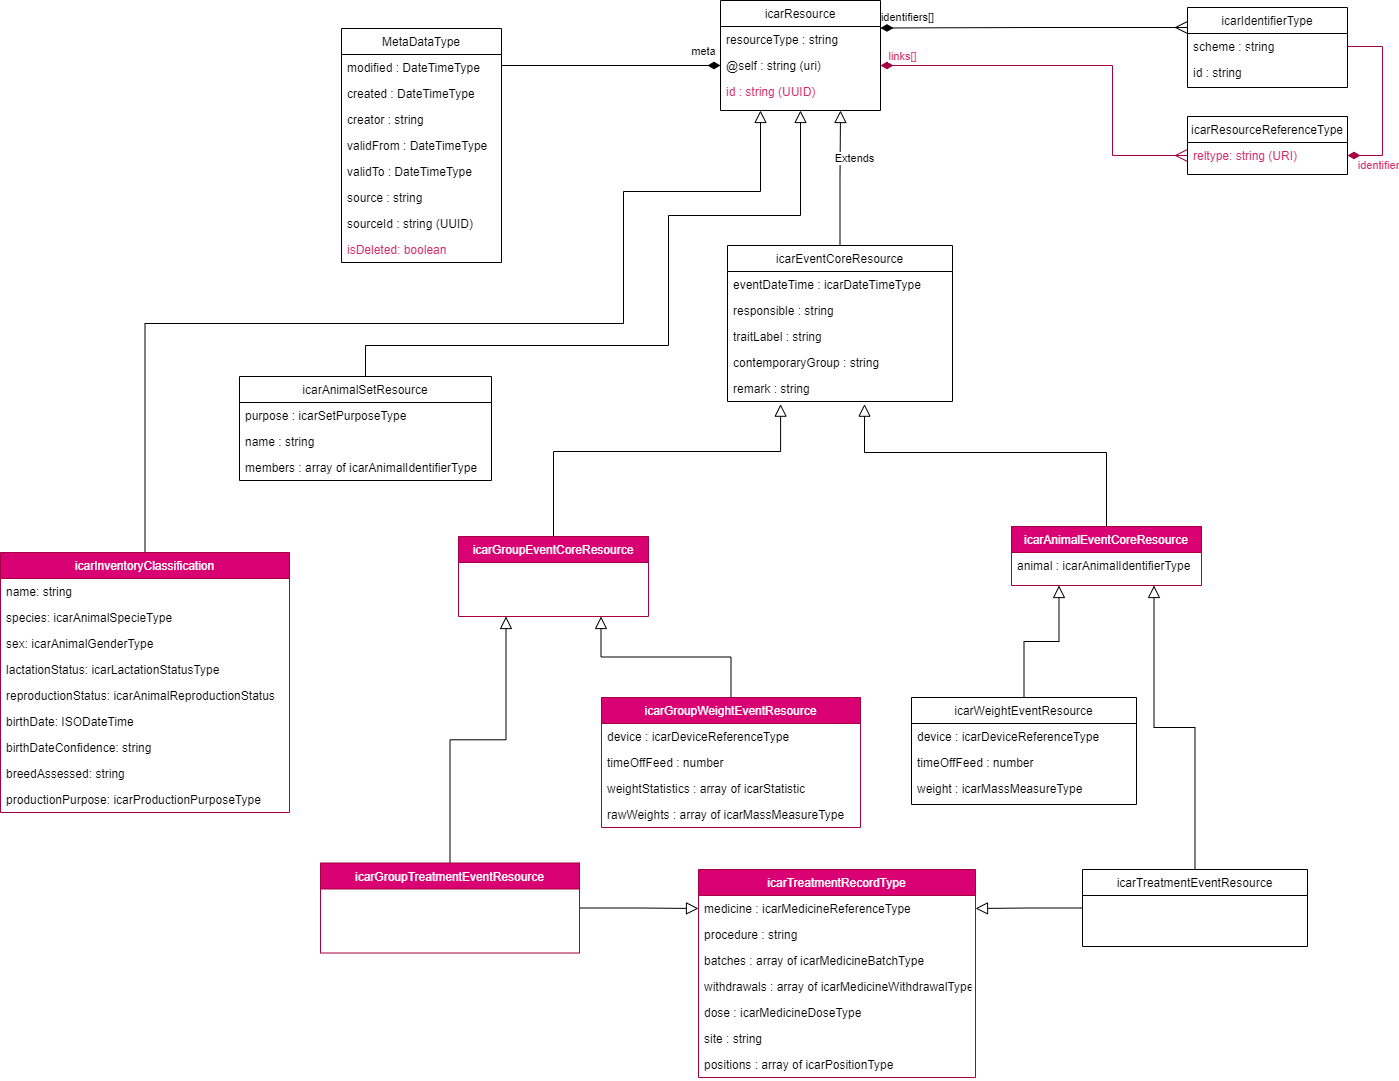 icarResource
resourceType : string
@self : string (uri)
id : string (UUID)
identifiers[]
links[]
meta
icarIdentifierType
scheme : string
id : string
icarResourceReferenceType
reltype: string (URI)
identifier
MetaDataType
modified : DateTimeType
created : DateTimeType
creator : string
validFrom : DateTimeType
validTo : DateTimeType
source : string
sourceId : string (UUID)
isDeleted: boolean
Extends
icarEventCoreResource
eventDateTime : icarDateTimeType
responsible : string
traitLabel : string
contemporaryGroup : string
remark : string
icarAnimalSetResource
purpose : icarSetPurposeType
name : string
members : array of icarAnimalIdentifierType
icarInventoryClassification
name: string
species: icarAnimalSpecieType
sex: icarAnimalGenderType
lactationStatus: icarLactationStatusType
reproductionStatus: icarAnimalReproductionStatus
birthDate: ISODateTime
birthDateConfidence: string
breedAssessed: string
productionPurpose: icarProductionPurposeType
icarGroupEventCoreResource
icarAnimalEventCoreResource
animal : icarAnimalIdentifierType
icarGroupWeightEventResource
device : icarDeviceReferenceType
timeOffFeed : number
weightStatistics : array of icarStatistic
rawWeights : array of icarMassMeasureType
icarWeightEventResource
device : icarDeviceReferenceType
timeOffFeed : number
weight : icarMassMeasureType
icarGroupTreatmentEventResource
icarTreatmentRecordType
medicine : icarMedicineReferenceType
procedure : string
batches : array of icarMedicineBatchType
withdrawals : array of icarMedicineWithdrawalType
dose : icarMedicineDoseType
site : string
positions : array of icarPositionType
icarTreatmentEventResource